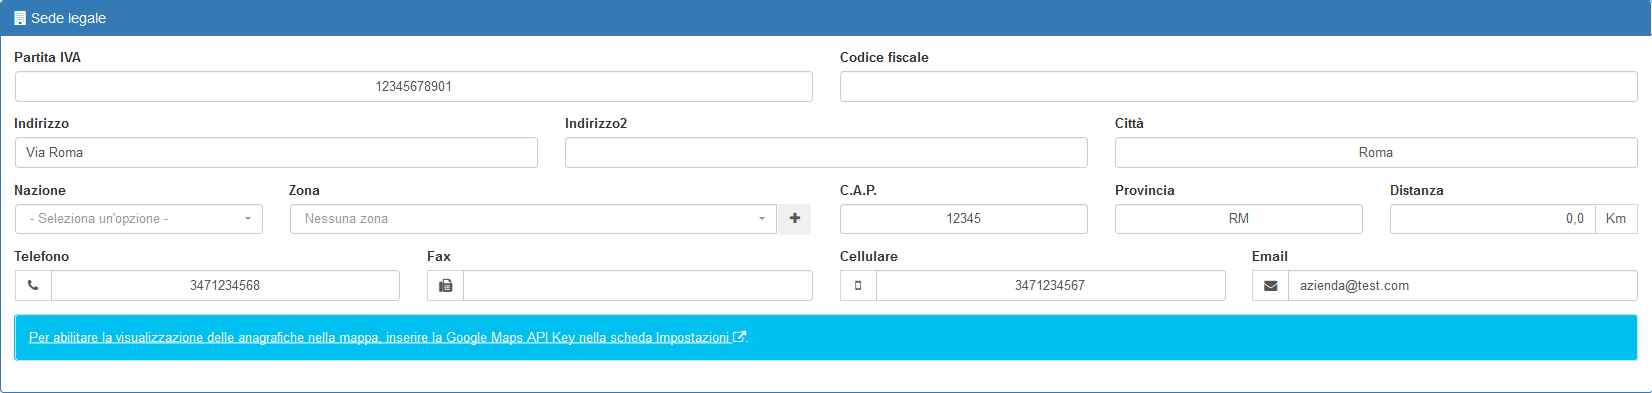 Sede legale
Partita IVA Codice fiscale
12345678901
Indirizzo Indirizzo2 Città
Via Roma Roma
Nazione Zona C.A.P. Provincia Distanza
- Seleziona un'opzione - Nessuna zona 12345 RM 0,0 Km
Telefono Fax Cellulare Email
3471234568 3471234567 azienda@test.com
Per abilitare la visualizzazione delle anagrafiche nella mappa, inserire la Google Maps API Key nella scheda Impostazioni .